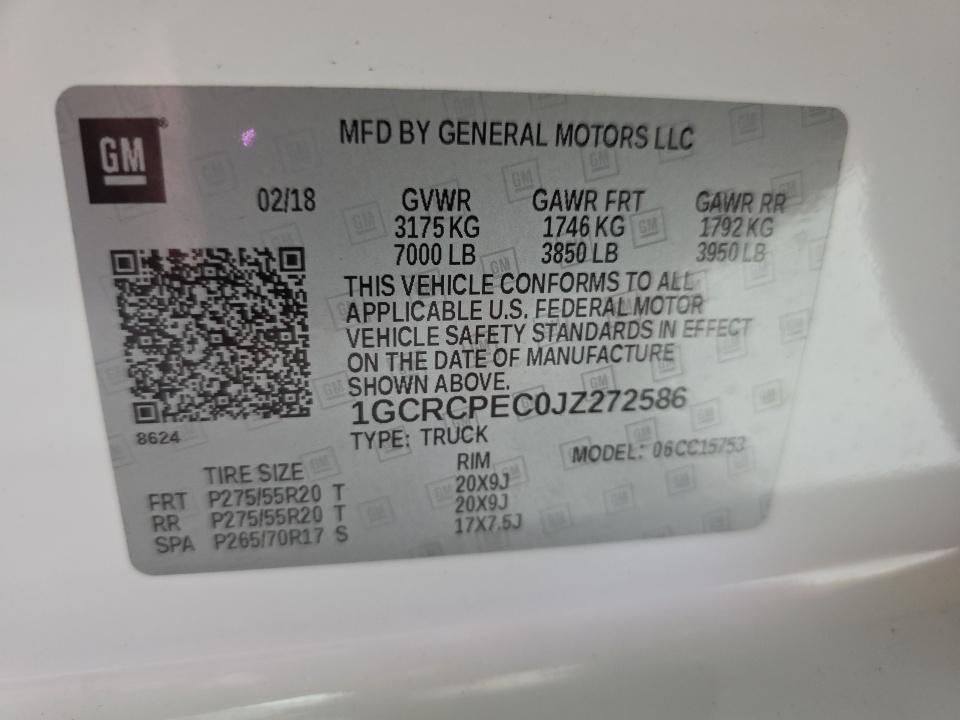 GM
MFD BY GENERAL MOTORS LLC
02/18 GVWR GAWR FRT GAWR RR
3175 KG 1746 KG 1792 KG
7000 LB 3850 LB 3950 LB
THIS VEHICLE CONFORMS TO ALL
APPLICABLE U.S. FEDERAL MOTOR
VEHICLE SAFETY STANDARDS IN EFFECT
ON THE DATE OF MANUFACTURE
SHOWN ABOVE.
1GCRCPEC0JZ272586
8624
TYPE: TRUCK MODEL: 06CC15753
TIRE SIZE RIM
FRT P275/55R20 T 20X9J
RR P275/55R20 T 20X9J
SPA P265/70R17 S 17X7.5J